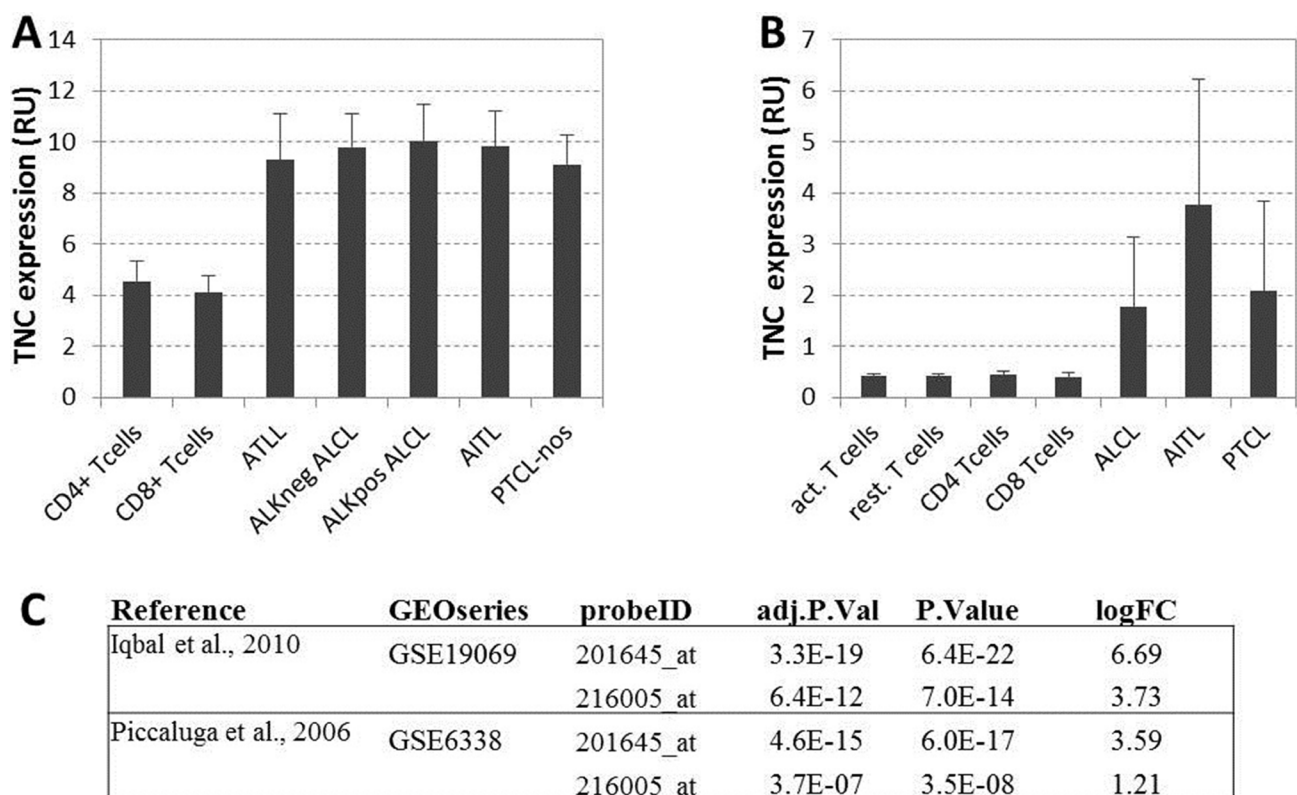 A
TNC expression (RU)
14
12
10
8
6
4
2
0
CD4+ Tcells
CD8+ Tcells
ATLL
ALKneg ALCL
ALKpos ALCL
AITL
PTCL-nos
B
TNC expression (RU)
7
6
5
4
3
2
1
0
act. T cells
rest. T cells
CD4 Tcells
CD8 Tcells
ALCL
AITL
PTCL
C
Reference GEOseries probeID adj.P.Val P.Value logFC
Iqbal et al., 2010 GSE19069 201645_at 3.3E-19 6.4E-22 6.69
216005_at 6.4E-12 7.0E-14 3.73
Piccaluga et al., 2006 GSE6338 201645_at 4.6E-15 6.0E-17 3.59
216005_at 3.7E-07 3.5E-08 1.21